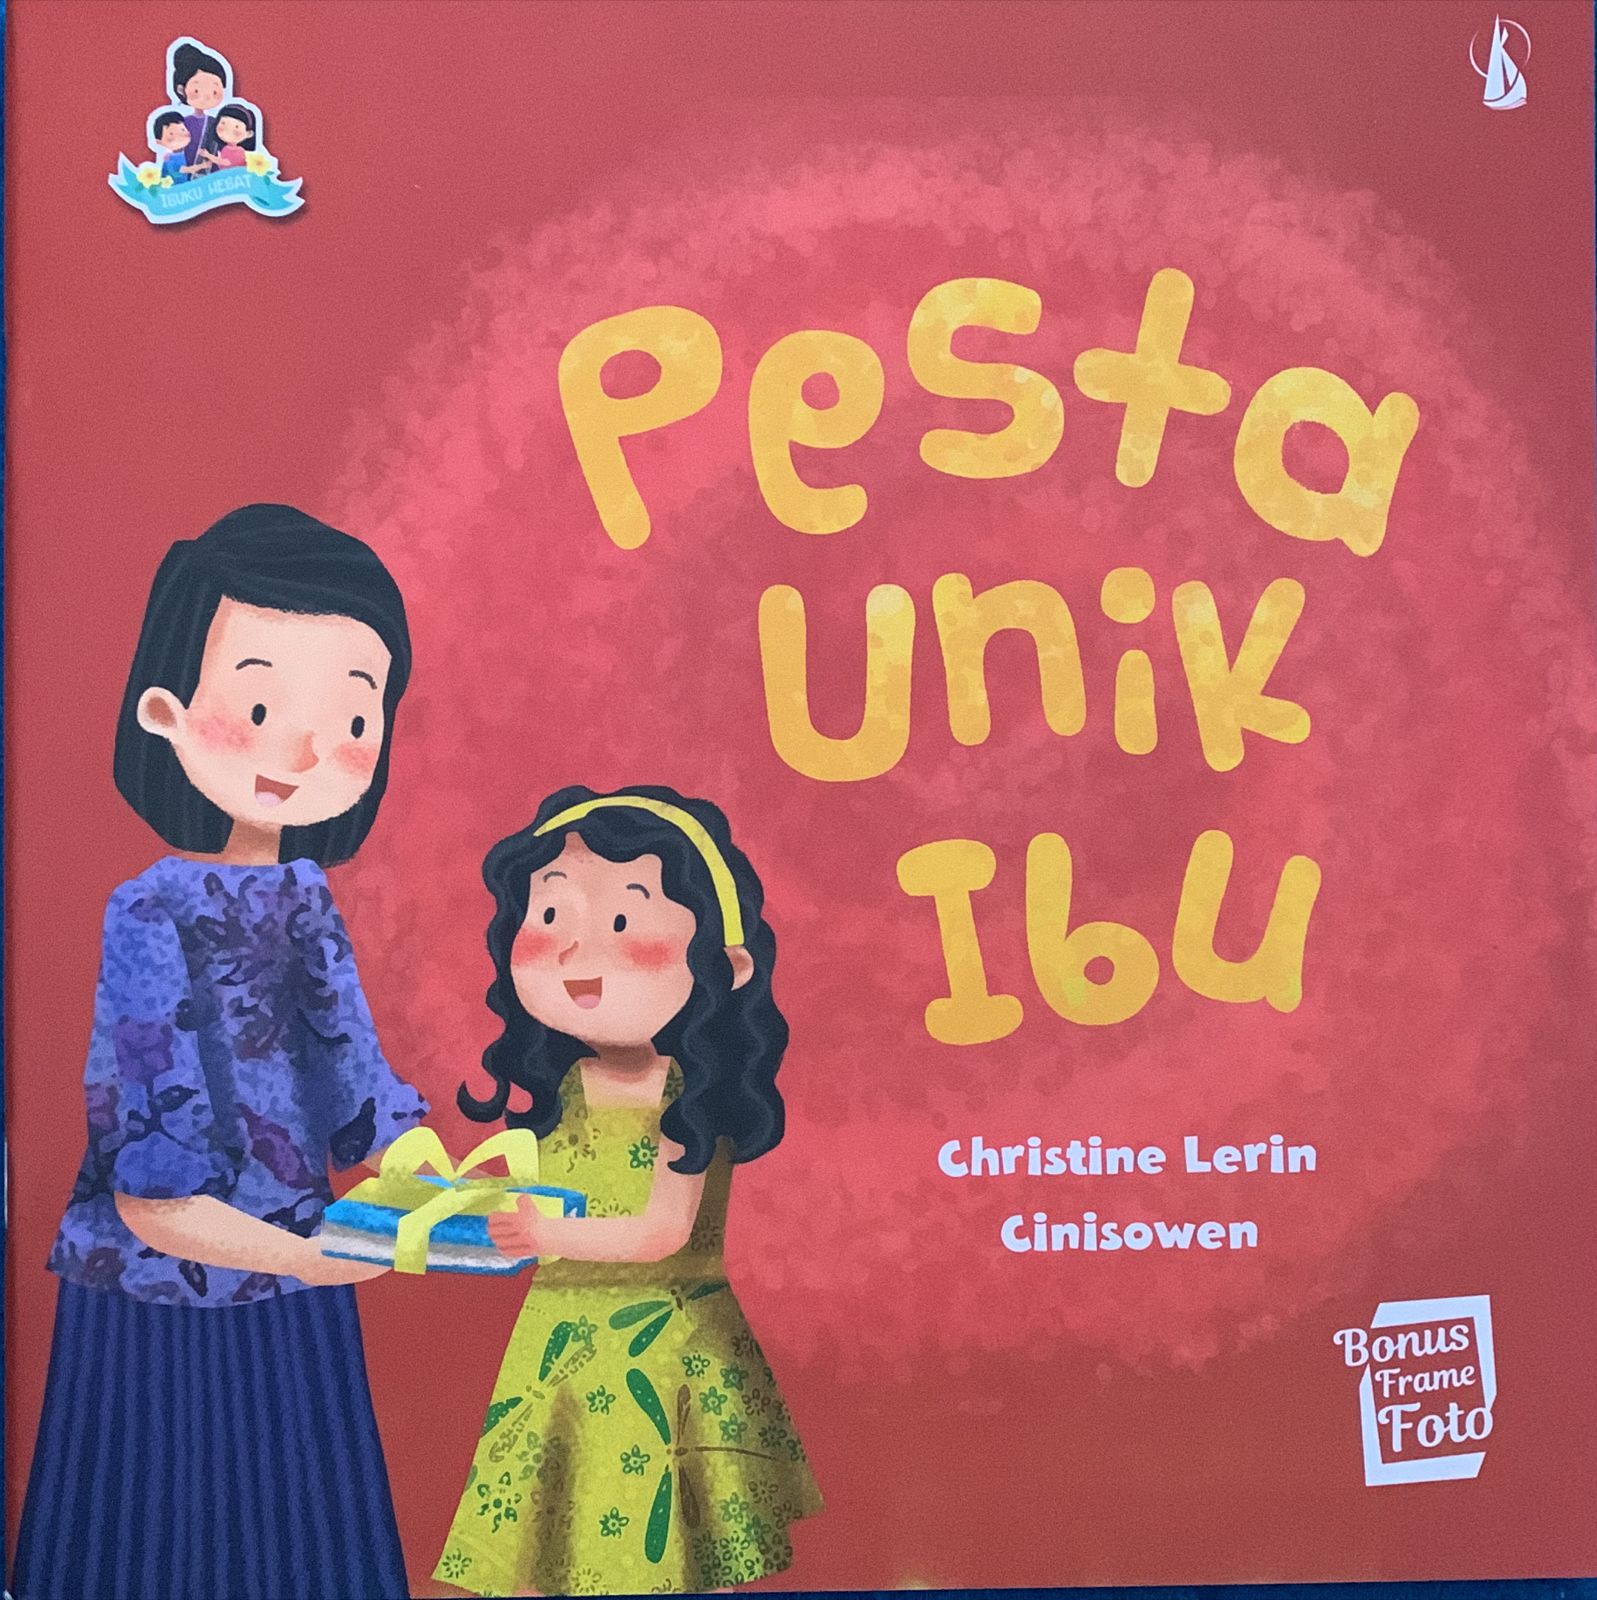 IBUKU HEBAT
Pesta
Unik
Ibu
Christine Lerin
Cinisowen
Bonus
Frame
Foto